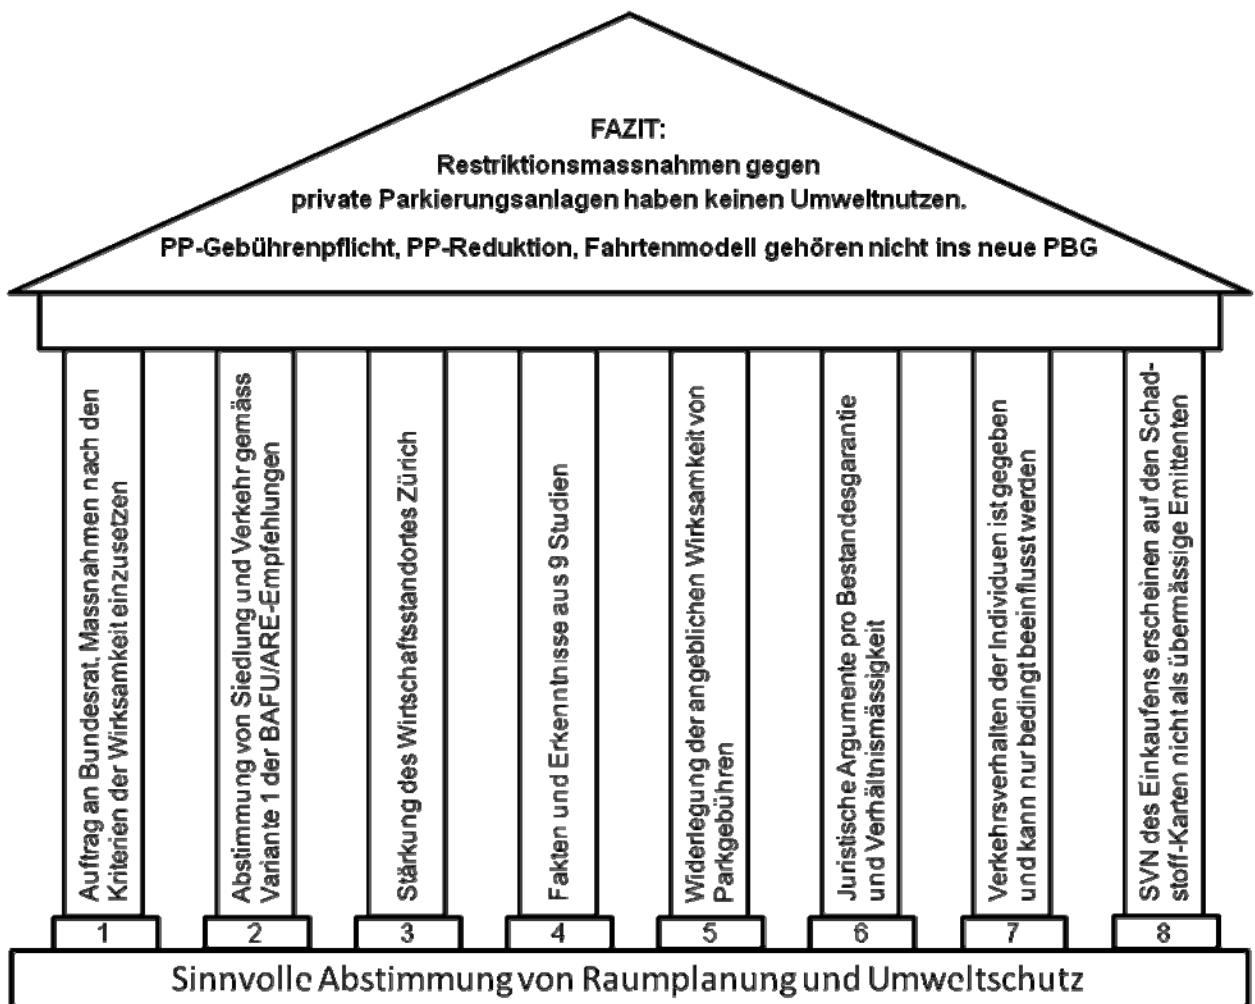 FAZIT:
Restriktionsmassnahmen gegen
private Parkierungsanlagen haben keinen Umweltnutzen.
PP-Gebührenpflicht, PP-Reduktion, Fahrtenmodell gehören nicht ins neue PBG
Auftrag an Bundesrat, Massnahmen nach den
Kriterien der Wirksamkeit einzusetzen
1
Abstimmung von Siedlung und Verkehr gemäss
Variante 1 der BAFU/ARE-Empfehlungen
2
Stärkung des Wirtschaftsstandortes Zürich
3
Fakten und Erkenntnisse aus 9 Studien
4
Widerlegung der angeblichen Wirksamkeit von
Parkgebühren
5
Juristische Argumente pro Bestandesgarantie
und Verhältnismässigkeit
6
Verkehrsverhalten der Individuen ist gegeben
und kann nur bedingt beeinflusst werden
7
SVN des Einkaufens erscheinen auf den Schad-
stoff-Karten nicht als übermässige Emittenten
8
Sinnvolle Abstimmung von Raumplanung und Umweltschutz